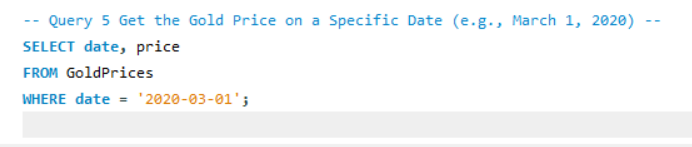 -- Query 5 Get the Gold Price on a Specific Date (e.g., March 1, 2020) --
SELECT date, price
FROM GoldPrices
WHERE date = '2020-03-01';